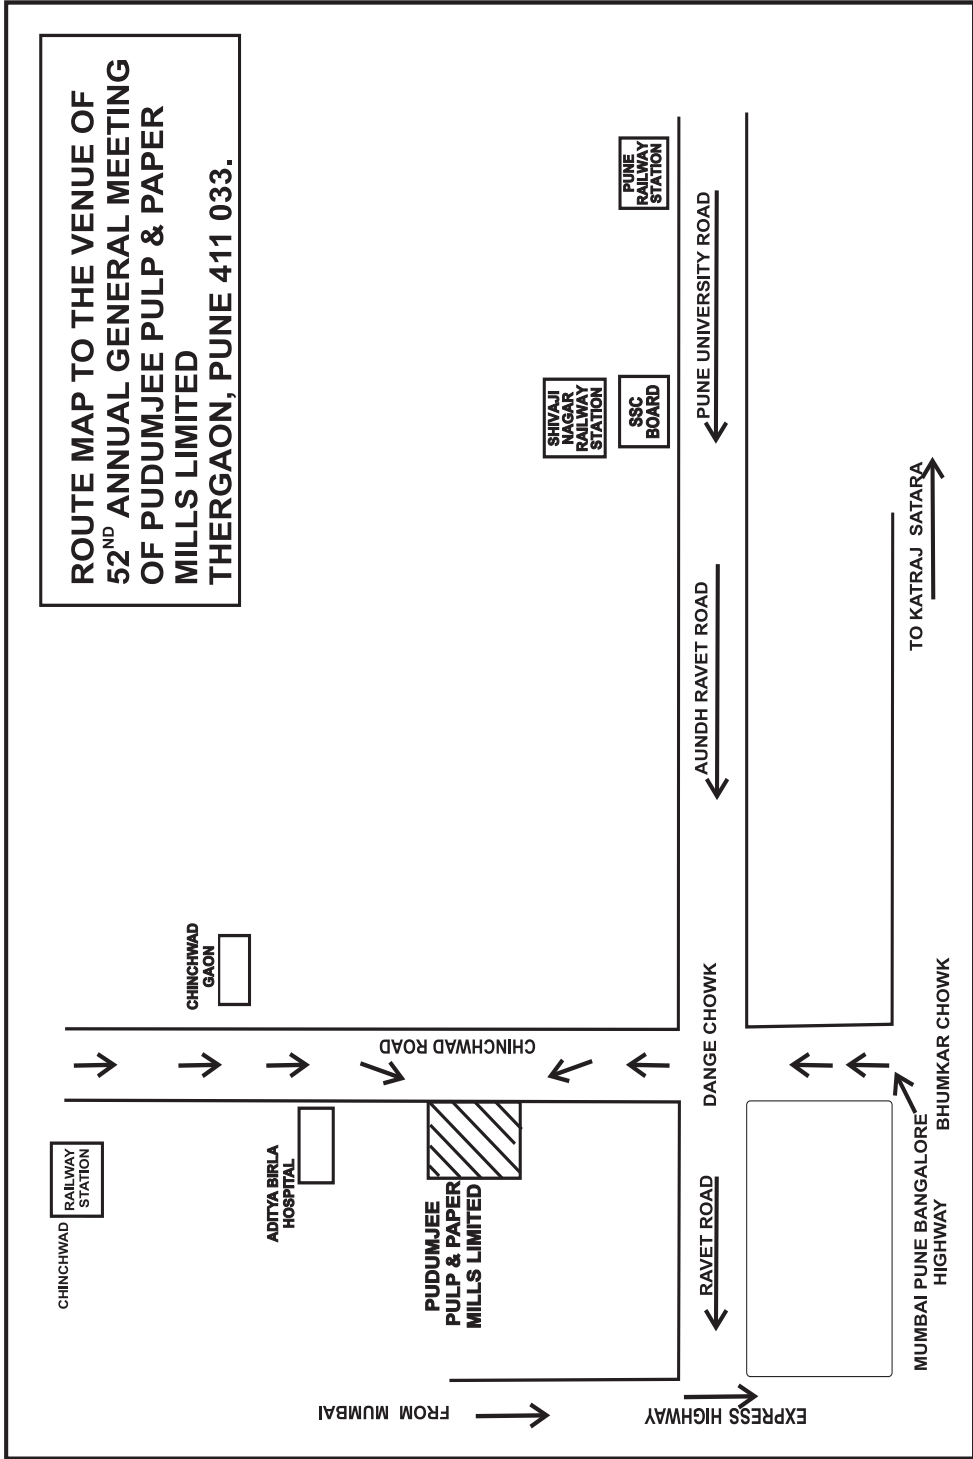 ROUTE MAP TO THE VENUE OF
52ND ANNUAL GENERAL MEETING
OF PUDUMJEE PULP & PAPER
MILLS LIMITED
THERGAON, PUNE 411 033.
CHINCHWAD
RAILWAY
STATION
CHINCHWAD
GAON
ADITYA BIRLA
HOSPITAL
CHINCHWAD ROAD
PUDUMJEE
PULP & PAPER
MILLS LIMITED
SHIVAJI
NAGAR
RAILWAY
STATION
SSC
BOARD
PUNE
RAILWAY
STATION
FROM MUMBAI
EXPRESS HIGHWAY
RAVET ROAD
DANGE CHOWK
AUNDH RAVET ROAD
PUNE UNIVERSITY ROAD
MUMBAI PUNE BANGALORE
HIGHWAY
BHUMKAR CHOWK
TO KATRAJ SATARA